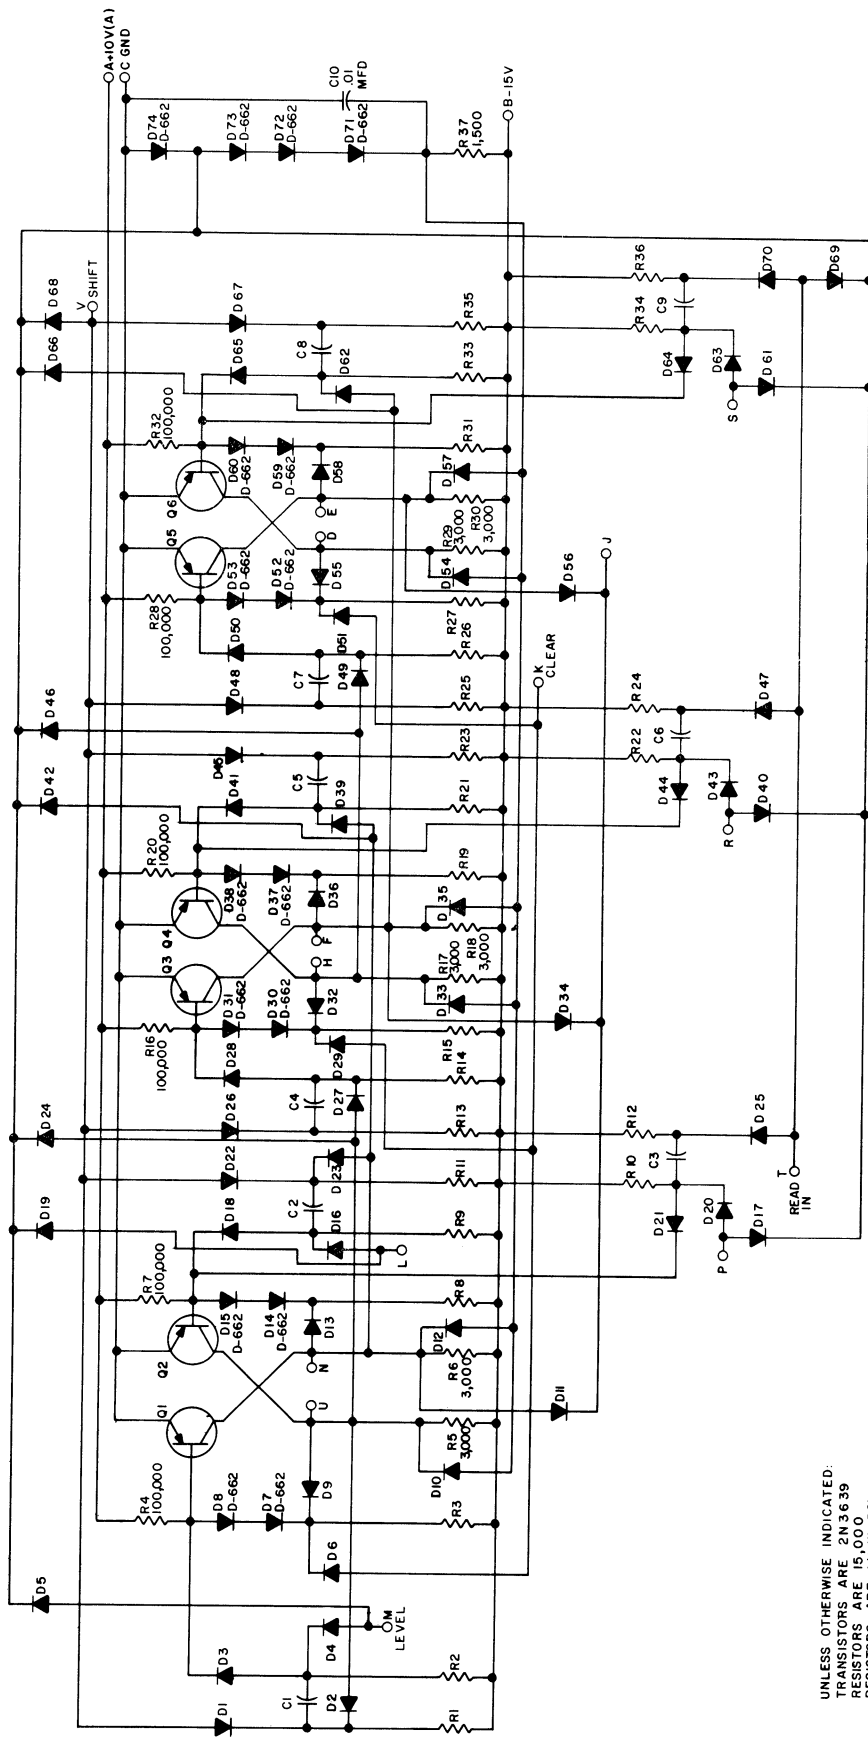 A+10V(A)
C GND
B-15V
C10
.01
MFD
D74
D-662
D73
D-662
D72
D-662
D71
D-662
R37
1,500
D68
V
SHIFT
D66
D67
D65
C8
D62
R35
R33
R36
R34
C9
D70
D69
D64
D63
D61
S
R32
100,000
Q6
D60
D-662
D59
D-662
D58
R31
E
D57
R30
3,000
R29
3,000
D
D54
D55
Q5
D53
D-662
D52
D-662
R28
100,000
D51
R27
R26
D50
D56
J
K
CLEAR
D46
D49
C7
D48
R25
R24
D47
R22
C6
D45
R23
D42
D41
C5
D39
R21
D44
D43
D40
R
R20
100,000
Q4
D38
D-662
D37
D-662
D36
R19
F
D35
R18
3,000
R17
3,000
H
D33
D32
D34
Q3
D31
D-662
D30
D-662
R16
100,000
D29
R15
R14
D28
D24
D26
C4
D27
R13
R12
D25
R10
C3
T
READ
IN
D22
D23
R11
D19
D18
C2
D16
R9
L
D21
D20
D17
P
R7
100,000
Q2
D15
D-662
D14
D-662
D13
R8
N
D12
R6
3,000
D11
U
R5
3,000
D10
D9
Q1
R4
100,000
D8
D-662
D7
D-662
R3
D6
D5
M
LEVEL
D4
D3
R2
C1
D2
D1
R1
UNLESS OTHERWISE INDICATED:
TRANSISTORS ARE 2N3639
RESISTORS ARE 15,000